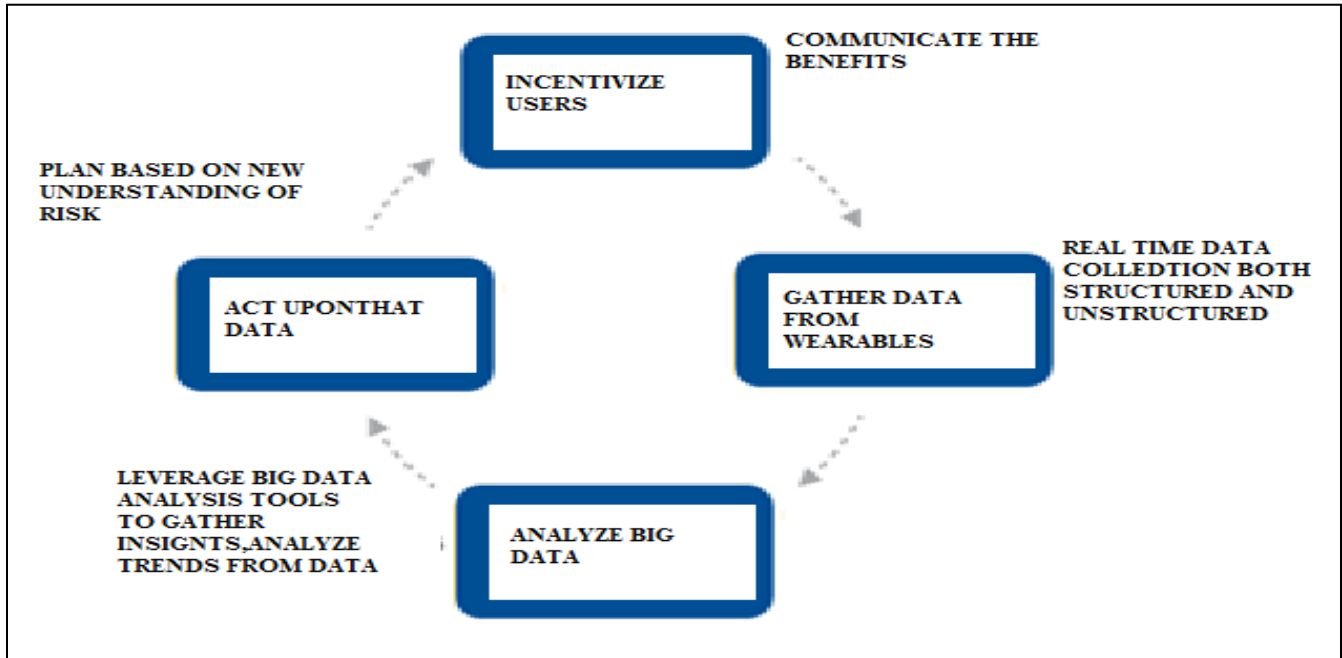 INCENTIVIZE
USERS
COMMUNICATE THE
BENEFITS
GATHER DATA
FROM
WEARABLES
REAL TIME DATA
COLLEDTION BOTH
STRUCTURED AND
UNSTRUCTURED
ANALYZE BIG
DATA
LEVERAGE BIG DATA
ANALYSIS TOOLS
TO GATHER
INSIGNTS,ANALYZE
TRENDS FROM DATA
ACT UPONTHAT
DATA
PLAN BASED ON NEW
UNDERSTANDING OF
RISK